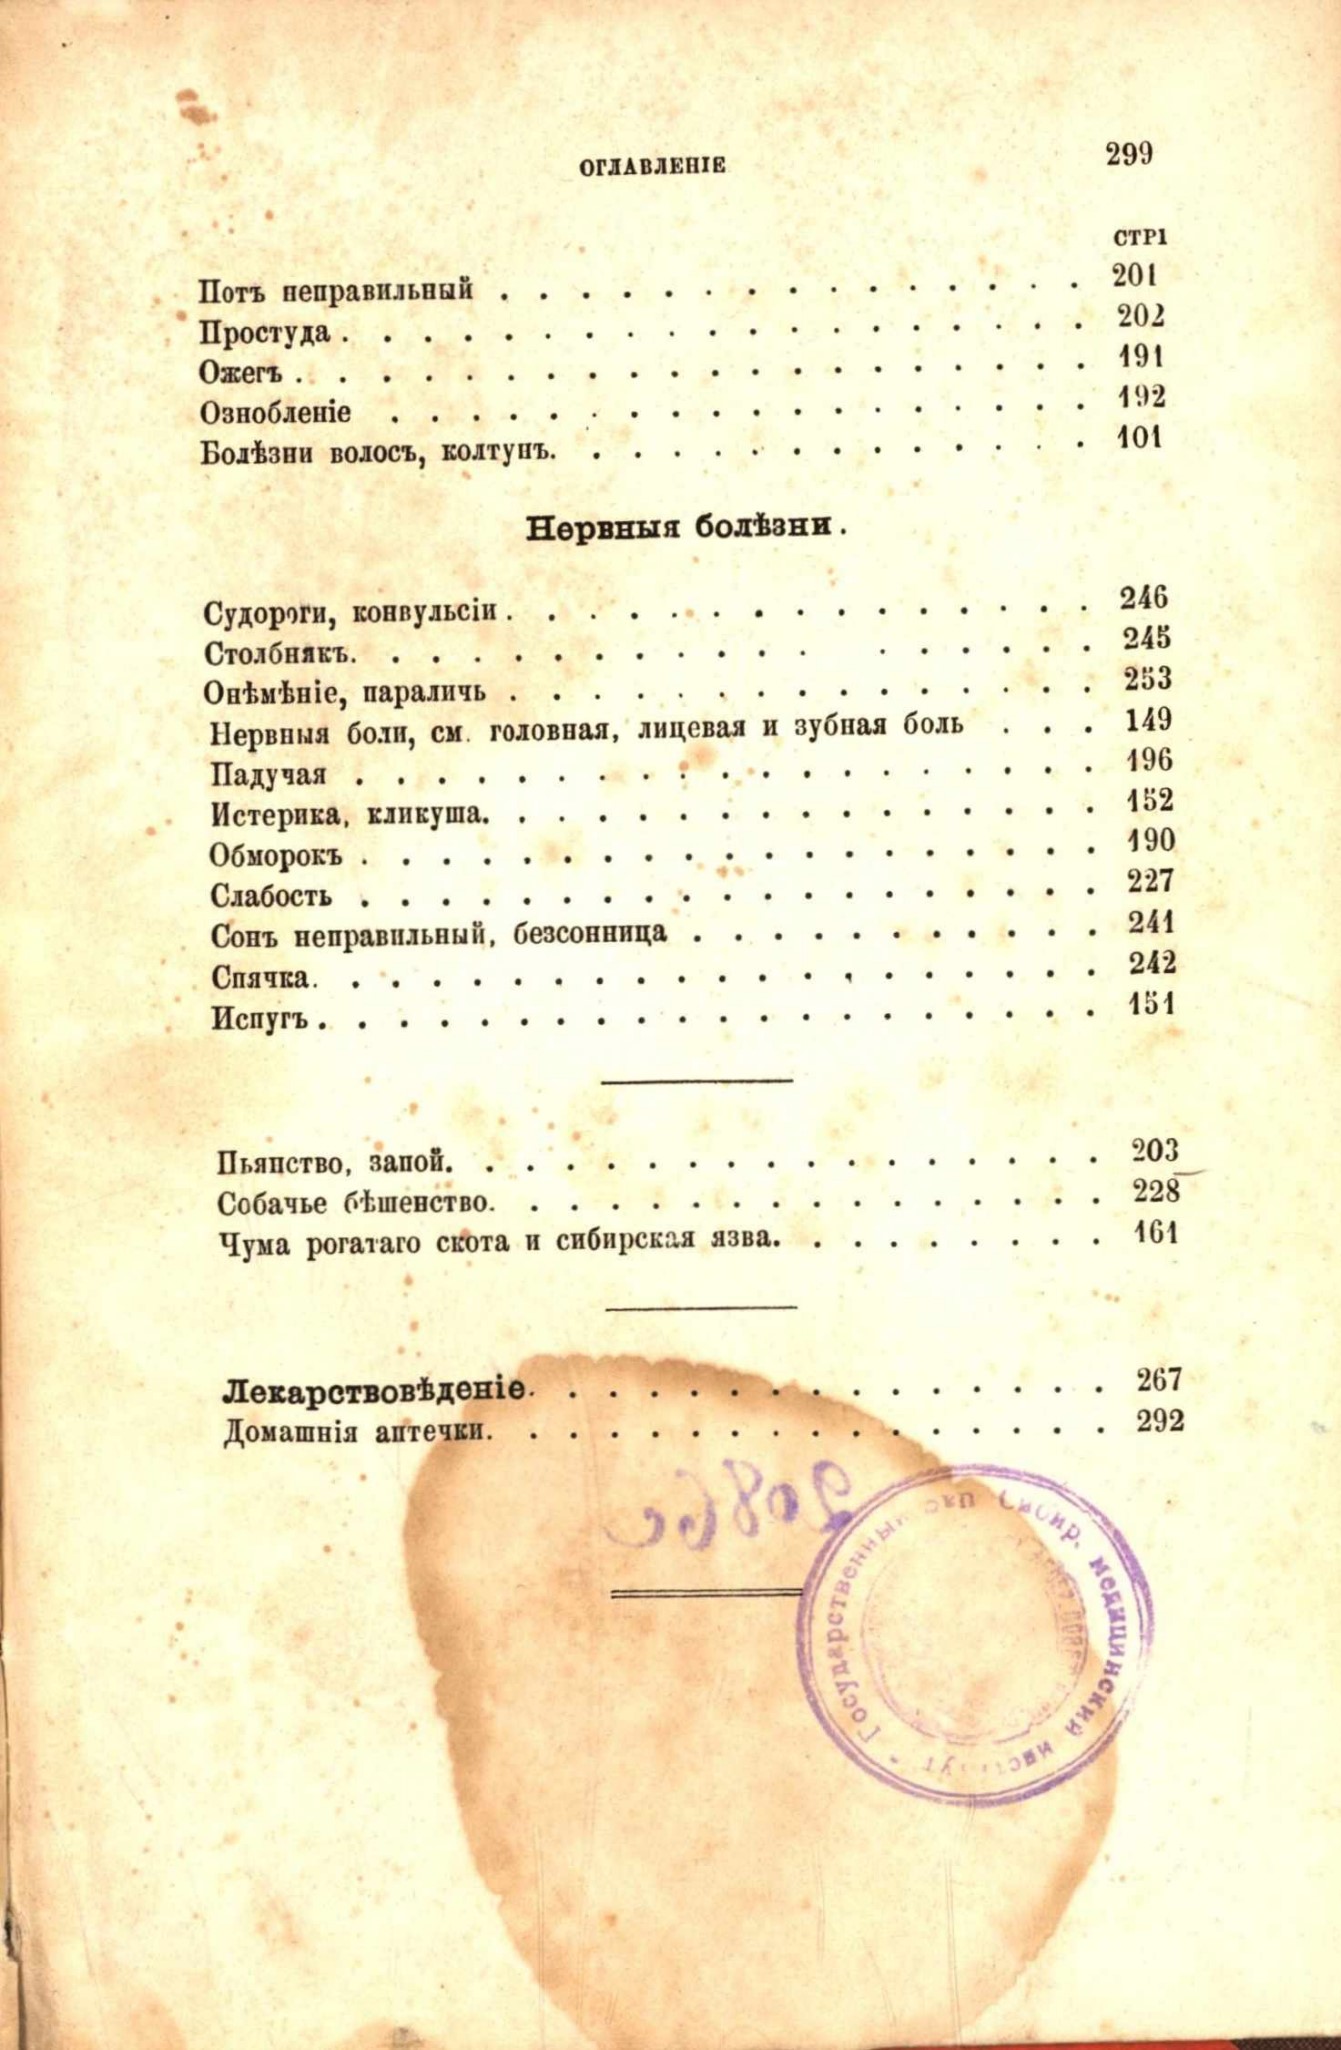 ОГЛАВЛЕНІЕ 299
СТР
Потъ неправильный . . . . . . . . . . . . . . . 201
Простуда . . . . . . . . . . . . . . . . . . . 202
Ожегъ . . . . . . . . . . . . . . . . . . . . 191
Ознобленіе . . . . . . . . . . . . . . . . . . 192
Болѣзни волосъ, колтунъ. . . . . . . . . . . . . . 101
Нервныя болѣзни.
Судороги, конвульсіи . . . . . . . . . . . . . . . 246
Столбнякъ. . . . . . . . . . . . . . . . . . . 245
Онѣмѣніе, параличь . . . . . . . . . . . . . . . 253
Нервныя боли, см. головная, лицевая и зубная боль . . . 149
Падучая . . . . . . . . . . . . . . . . . . . 196
Истерика, кликуша. . . . . . . . . . . . . . . . 152
Обморокъ . . . . . . . . . . . . . . . . . . . 190
Слабость . . . . . . . . . . . . . . . . . . . 227
Сонъ неправильный, безсонница . . . . . . . . . . . 241
Спячка. . . . . . . . . . . . . . . . . . . . 242
Испугъ . . . . . . . . . . . . . . . . . . . . 151
Пьянство, запой. . . . . . . . . . . . . . . . . 203
Собачье бѣшенство. . . . . . . . . . . . . . . . 228
Чума рогатаго скота и сибирская язва. . . . . . . . . 161
Лекарствовѣденіе. . . . . . . . . . . . . . . . 267
Домашнія аптечки. . . . . . . . . . . . . . . . 292
Государственный Сибир. медицинский